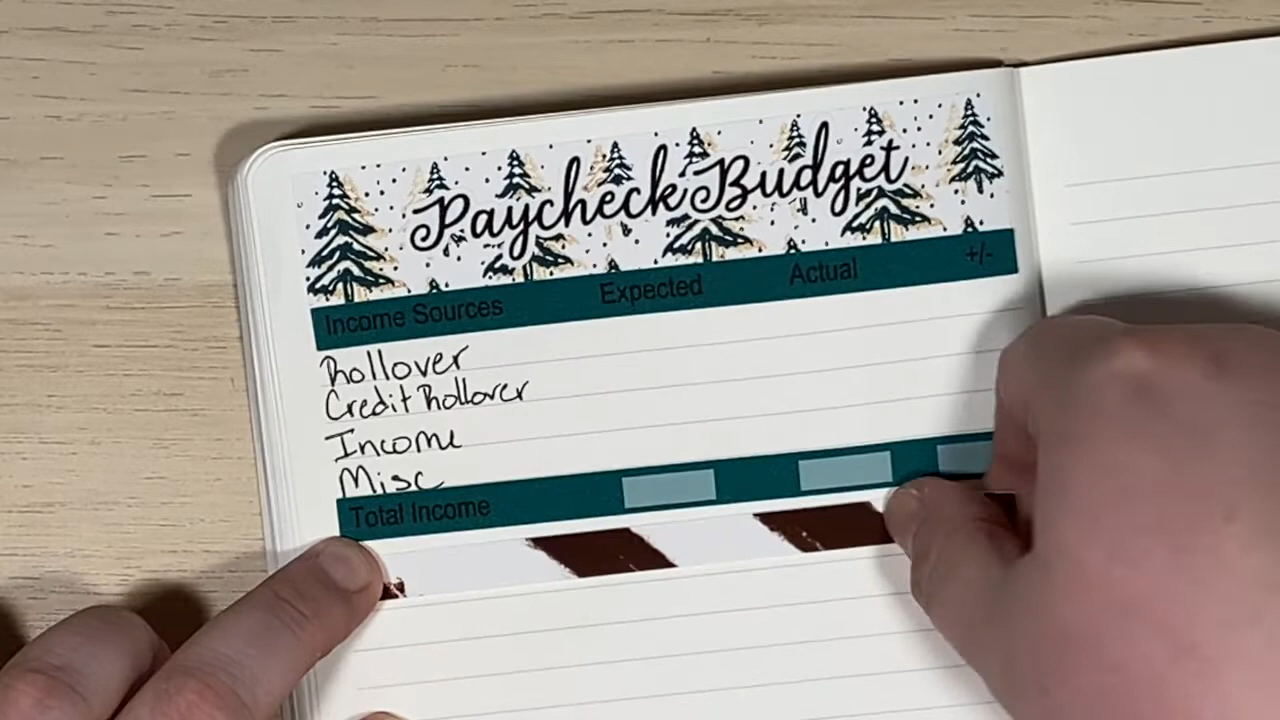 Paycheck Budget
Income Sources Expected Actual +/-
Rollover
Credit Rollover
Income
Misc
Total Income